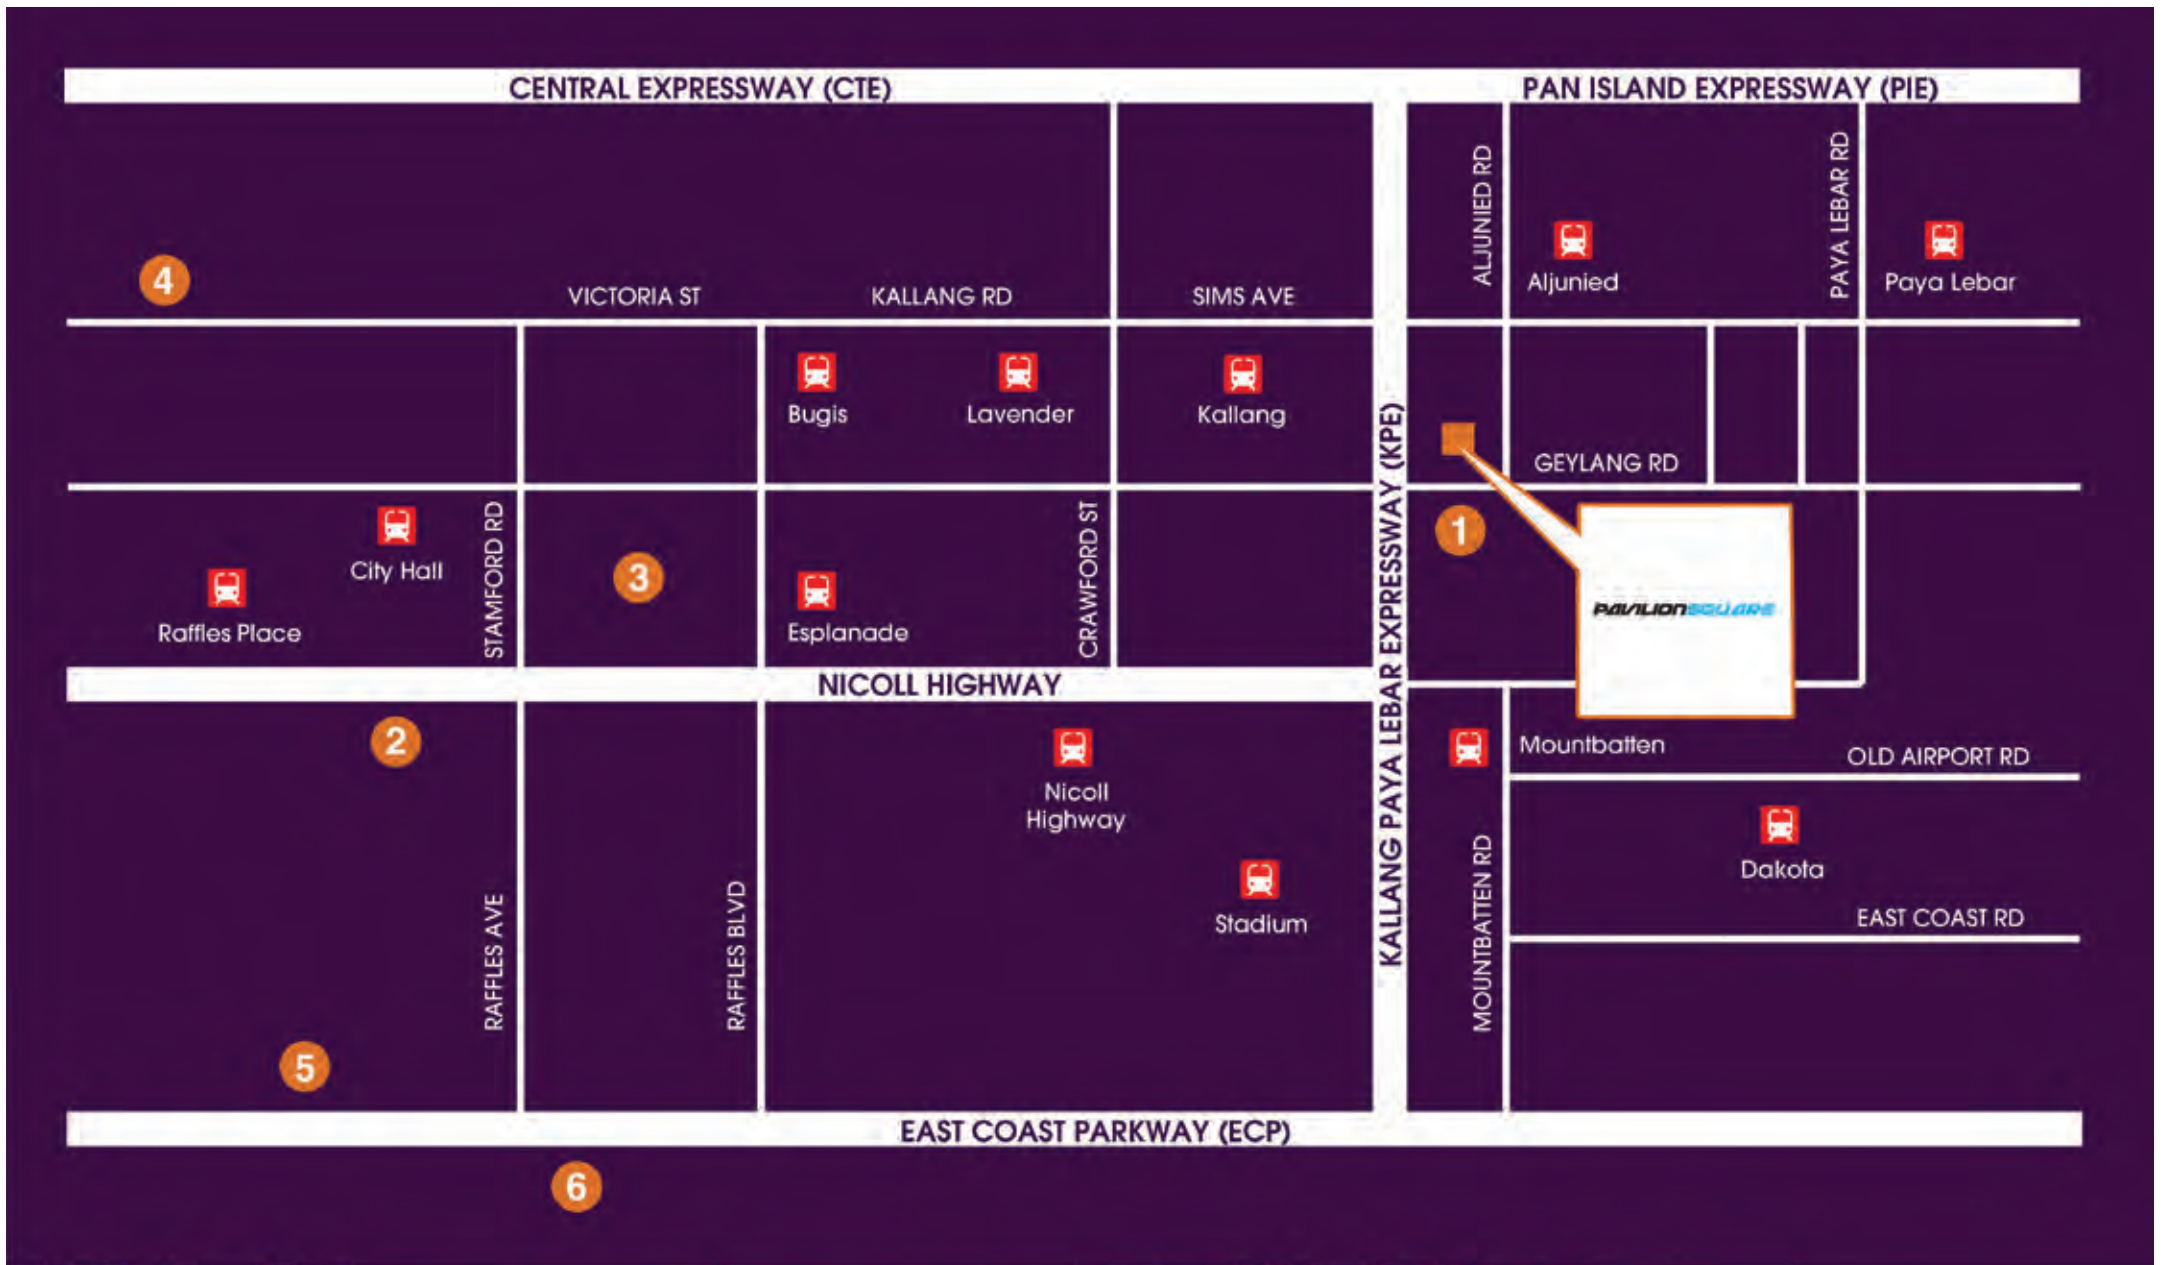 CENTRAL EXPRESSWAY (CTE)
PAN ISLAND EXPRESSWAY (PIE)
ALJUNIED RD
PAYA LEBAR RD
4
Aljunied
Paya Lebar
VICTORIA ST
KALLANG RD
SIMS AVE
Bugis
Lavender
Kallang
KALLANG PAYA LEBAR EXPRESSWAY (KPE)
GEYLANG RD
STAMFORD RD
CRAWFORD ST
1
City Hall
3
Raffles Place
Esplanade
PAVILIONSQUARE
NICOLL HIGHWAY
2
Mountbatten
OLD AIRPORT RD
Nicoll
Highway
Dakota
MOUNTBATTEN RD
Stadium
EAST COAST RD
RAFFLES AVE
RAFFLES BLVD
5
EAST COAST PARKWAY (ECP)
6